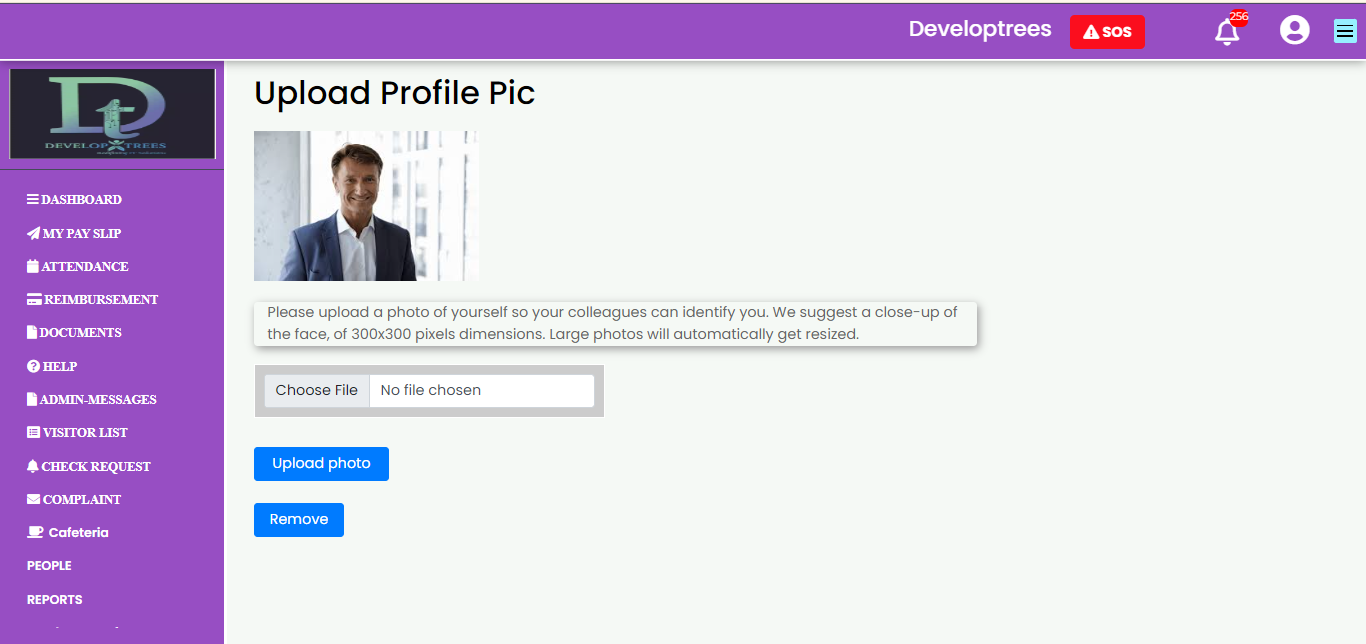 Developtrees
SOS
256
DEVELOP TREES
Upload Profile Pic
DASHBOARD
MY PAY SLIP
ATTENDANCE
REIMBURSEMENT
DOCUMENTS
HELP
ADMIN-MESSAGES
VISITOR LIST
CHECK REQUEST
COMPLAINT
Cafeteria
PEOPLE
REPORTS
Please upload a photo of yourself so your colleagues can identify you. We suggest a close-up of
the face, of 300x300 pixels dimensions. Large photos will automatically get resized.
Choose File No file chosen
Upload photo
Remove